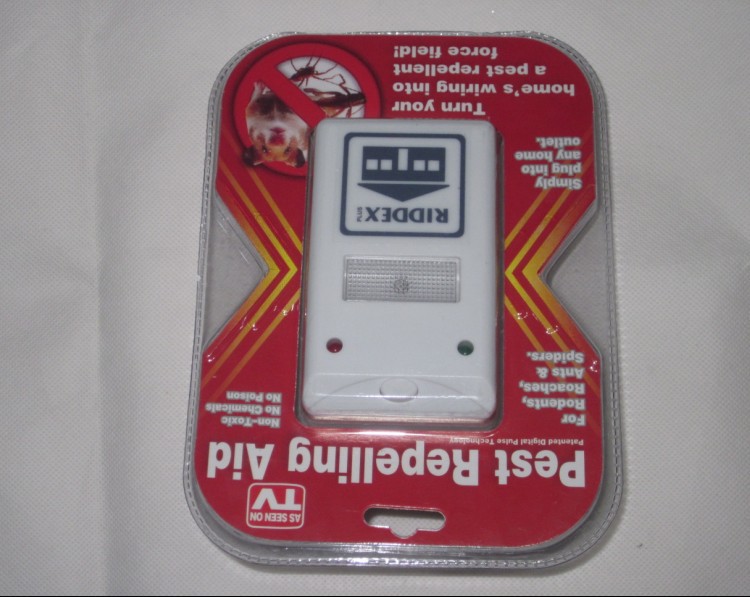 AS SEEN ON
TV
Pest Repelling Aid
Patented Digital Pulse Technology
For
Rodents,
Roaches,
Ants &
Spiders.
Non-Toxic
No Chemicals
No Poison
RIDDEX
PLUS
Simply
plug into
any home
outlet.
Turn your
home's wiring into
a pest repellent
force field!